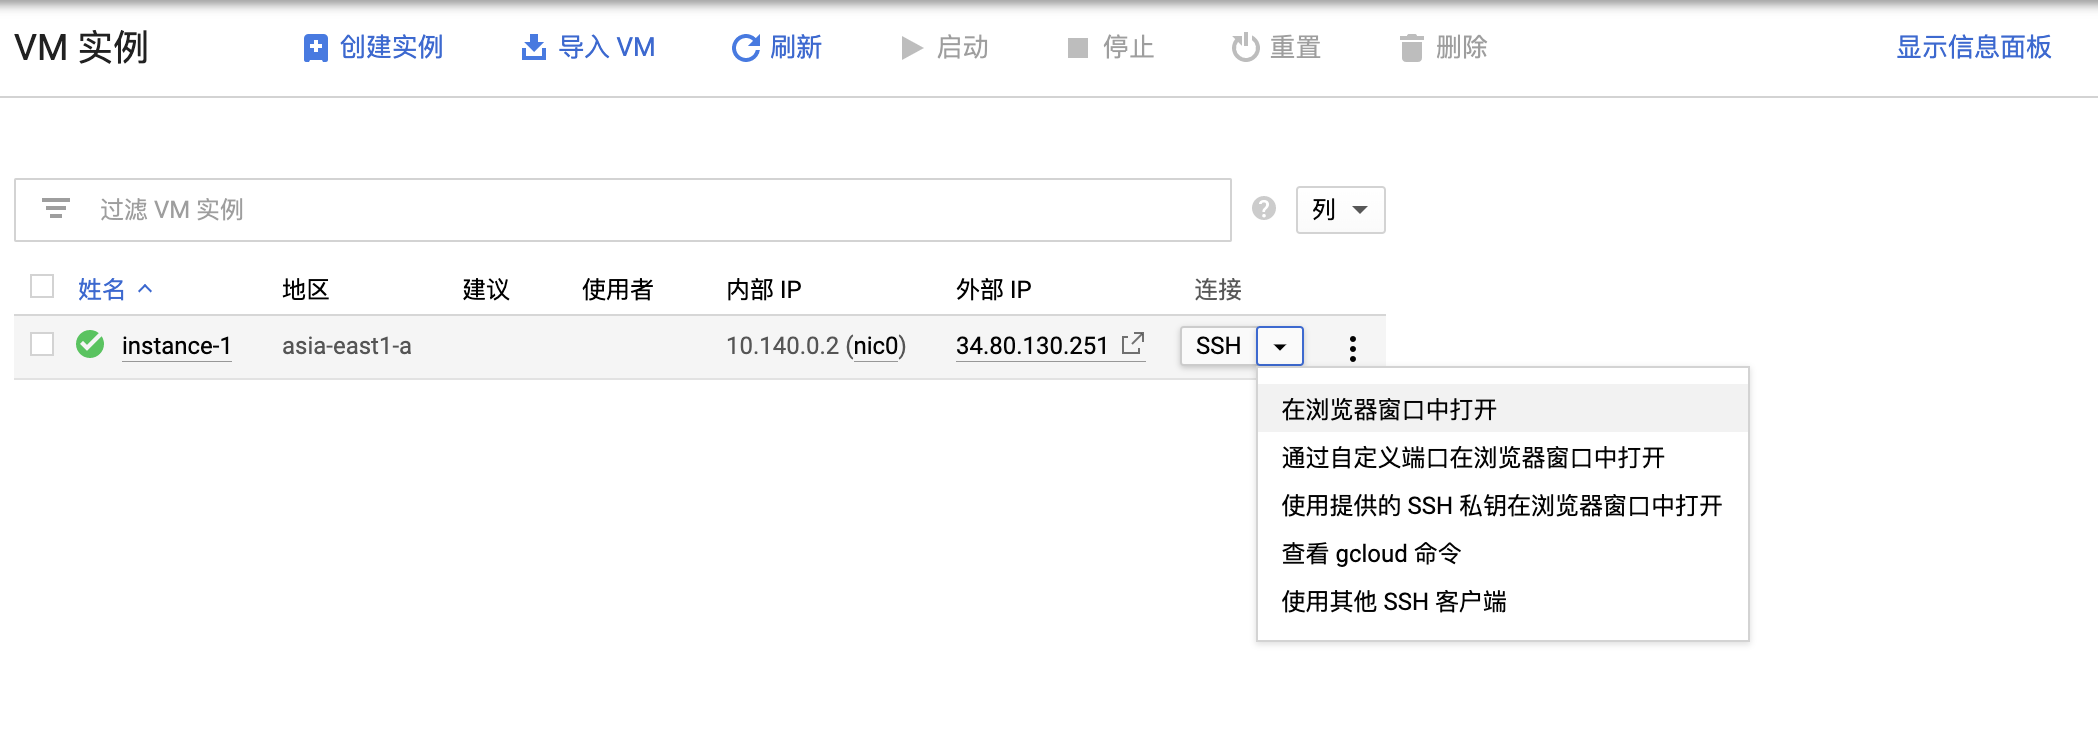 VM 实例 创建实例 导入 VM 刷新 启动 停止 重置 删除 显示信息面板
过滤 VM 实例 ? 列
姓名 地区 建议 使用者 内部 IP 外部 IP 连接
instance-1 asia-east1-a 10.140.0.2 (nic0) 34.80.130.251 SSH
在浏览器窗口中打开
通过自定义端口在浏览器窗口中打开
使用提供的 SSH 私钥在浏览器窗口中打开
查看 gcloud 命令
使用其他 SSH 客户端